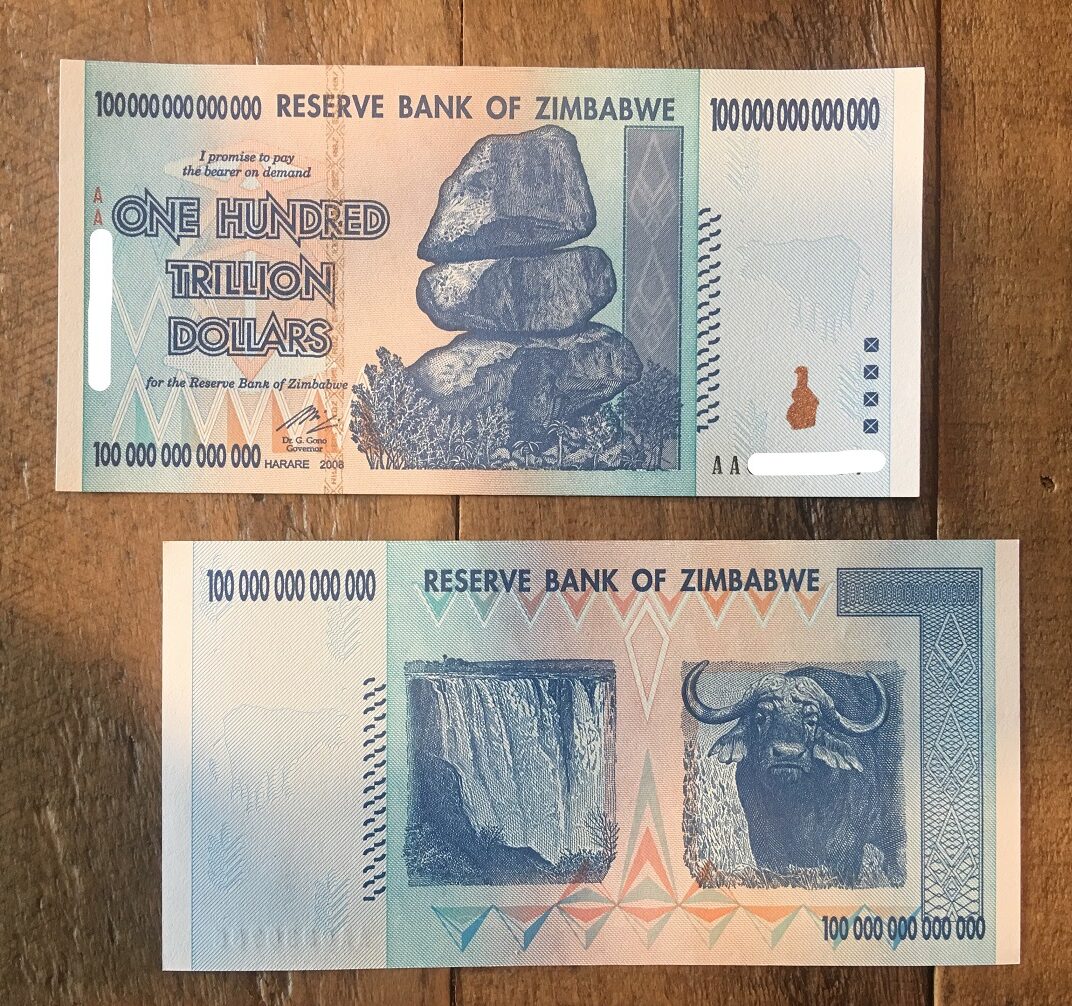 100 000 000 000 000 RESERVE BANK OF ZIMBABWE 100 000 000 000 000
I promise to pay
the bearer on demand
AA
ONE HUNDRED
TRILLION
DOLLARS
for the Reserve Bank of Zimbabwe
Dr. G. Gono
Governor
100 000 000 000 000 HARARE 2008
AA
100 000 000 000 000 RESERVE BANK OF ZIMBABWE
100 000 000 000 000